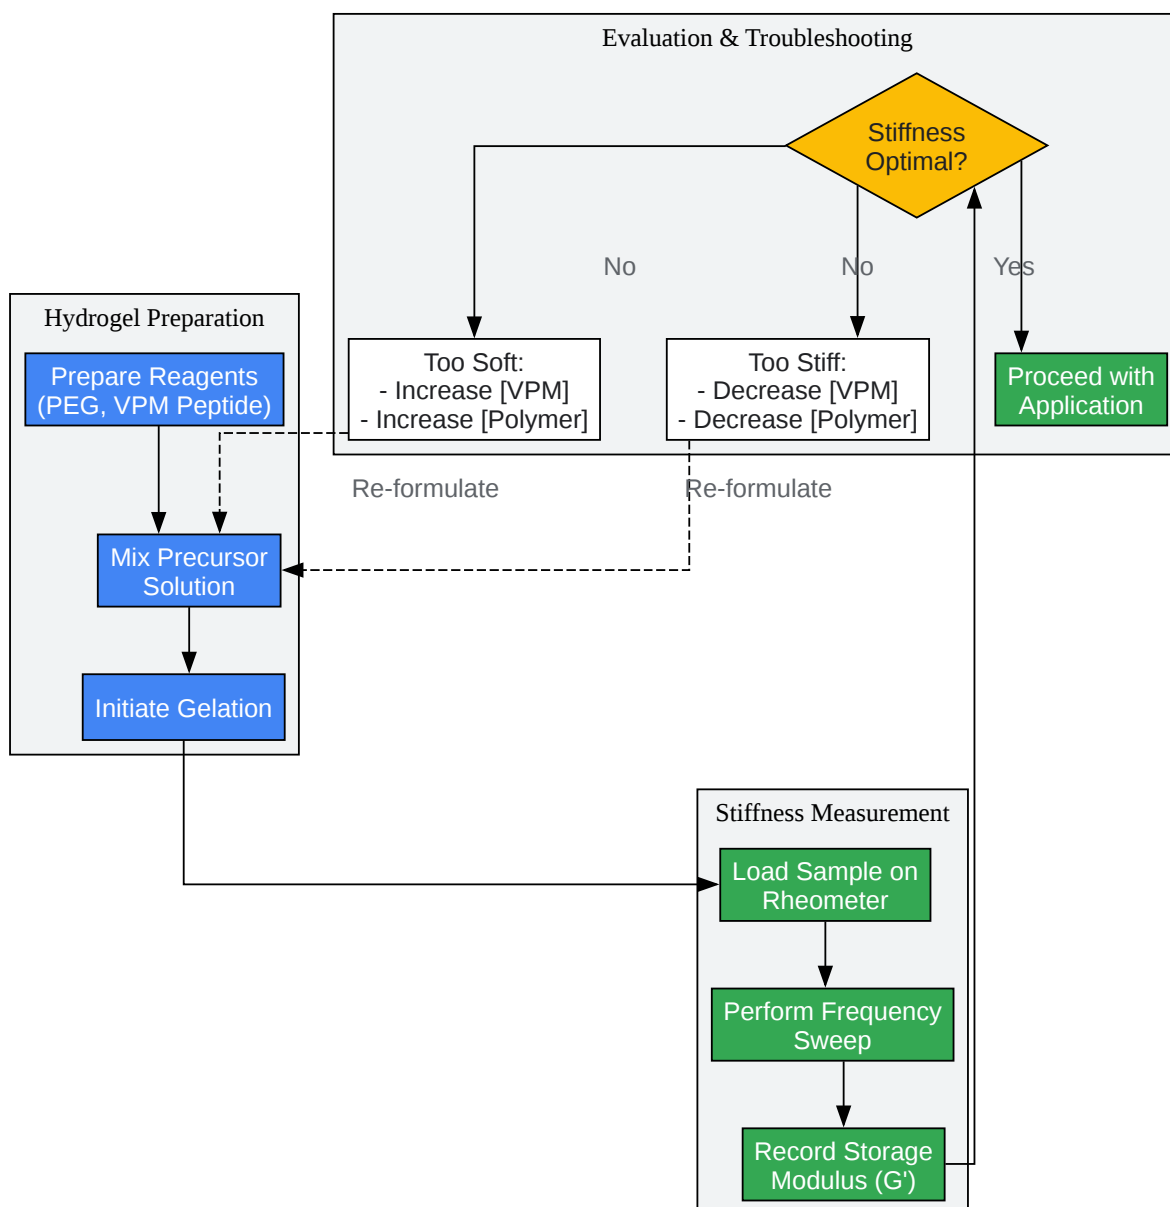 Evaluation & Troubleshooting
Stiffness
Optimal?
No
No
Yes
Too Soft:
- Increase [VPM]
- Increase [Polymer]
Too Stiff:
- Decrease [VPM]
- Decrease [Polymer]
Proceed with
Application
Hydrogel Preparation
Prepare Reagents
(PEG, VPM Peptide)
Re-formulate
Re-formulate
Mix Precursor
Solution
Initiate Gelation
Stiffness Measurement
Load Sample on
Rheometer
Perform Frequency
Sweep
Record Storage
Modulus (G')